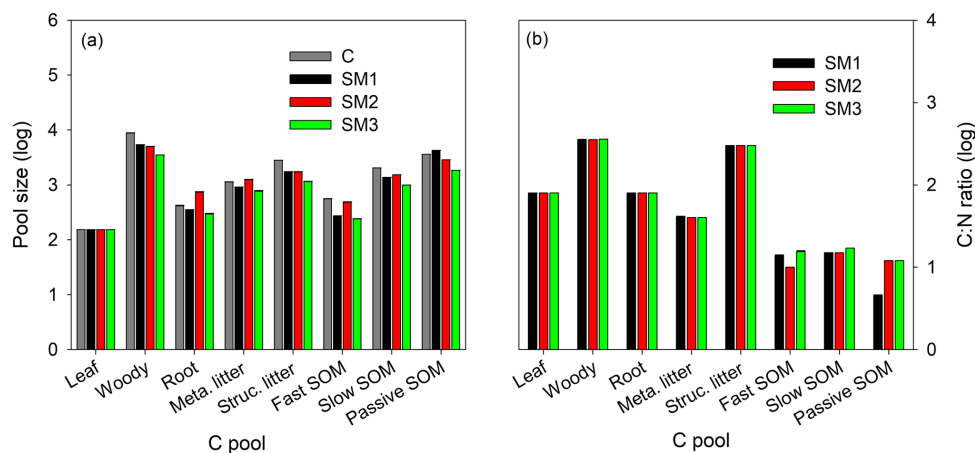 (a)
C
SM1
SM2
SM3
6
5
4
3
2
1
0
Pool size (log)
Leaf
Woody
Root
Meta. litter
Struc. litter
Fast SOM
Slow SOM
Passive SOM
C pool
(b)
SM1
SM2
SM3
4
3
2
1
0
C:N ratio (log)
Leaf
Woody
Root
Meta. litter
Struc. litter
Fast SOM
Slow SOM
Passive SOM
C pool